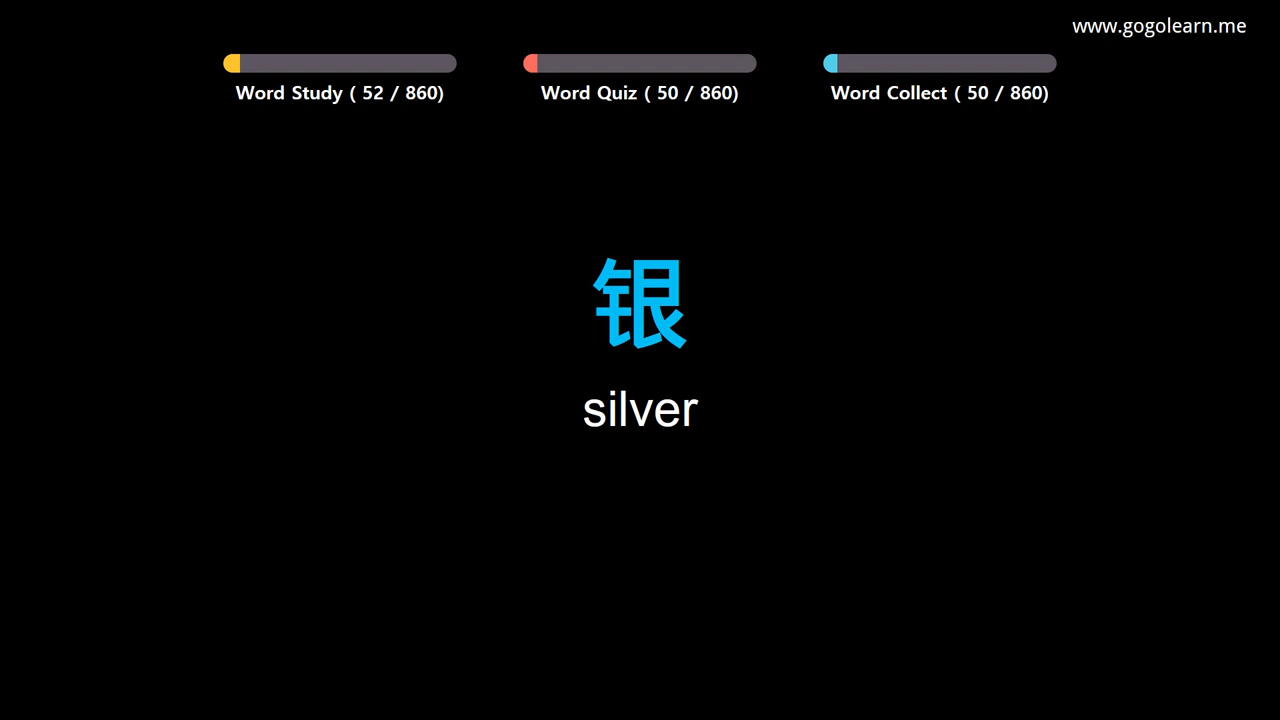 www.gogolearn.me
Word Study ( 52 / 860)
Word Quiz ( 50 / 860)
Word Collect ( 50 / 860)
银
silver